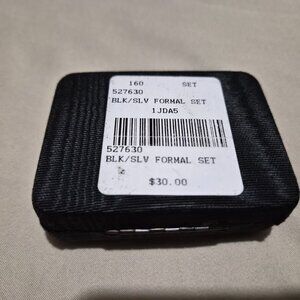 160 SET
527630
BLK/SLV FORMAL SET
1JDA5
527630
BLK/SLV FORMAL SET
$30.00